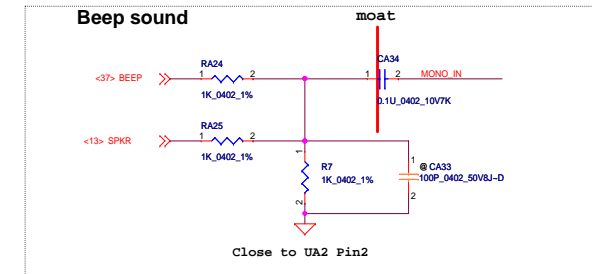 Beep sound
moat
RA24
CA34
<37> BEEP
1
2
1
2
MONO_IN
1K_0402_1%
0.1U_0402_10V7K
RA25
<13> SPKR
1
2
1K_0402_1%
1
R7
1K_0402_1%
2
1
@ CA33
100P_0402_50V8J~D
2
Close to UA2 Pin2